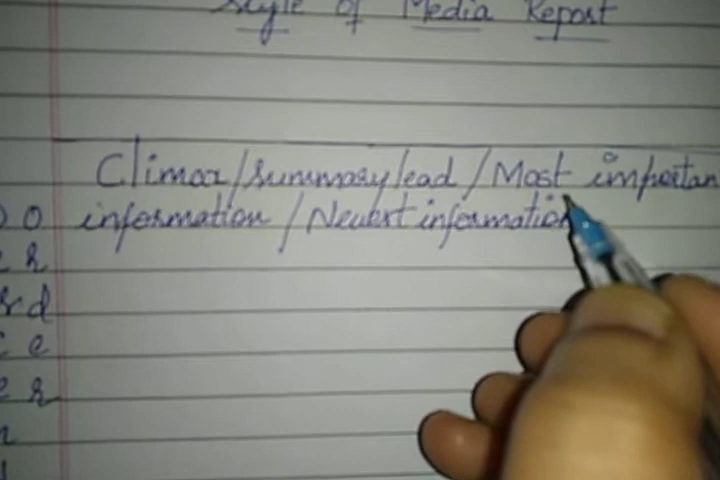 Style of Media Report
Climax/summary lead/Most importan
information/Newest information